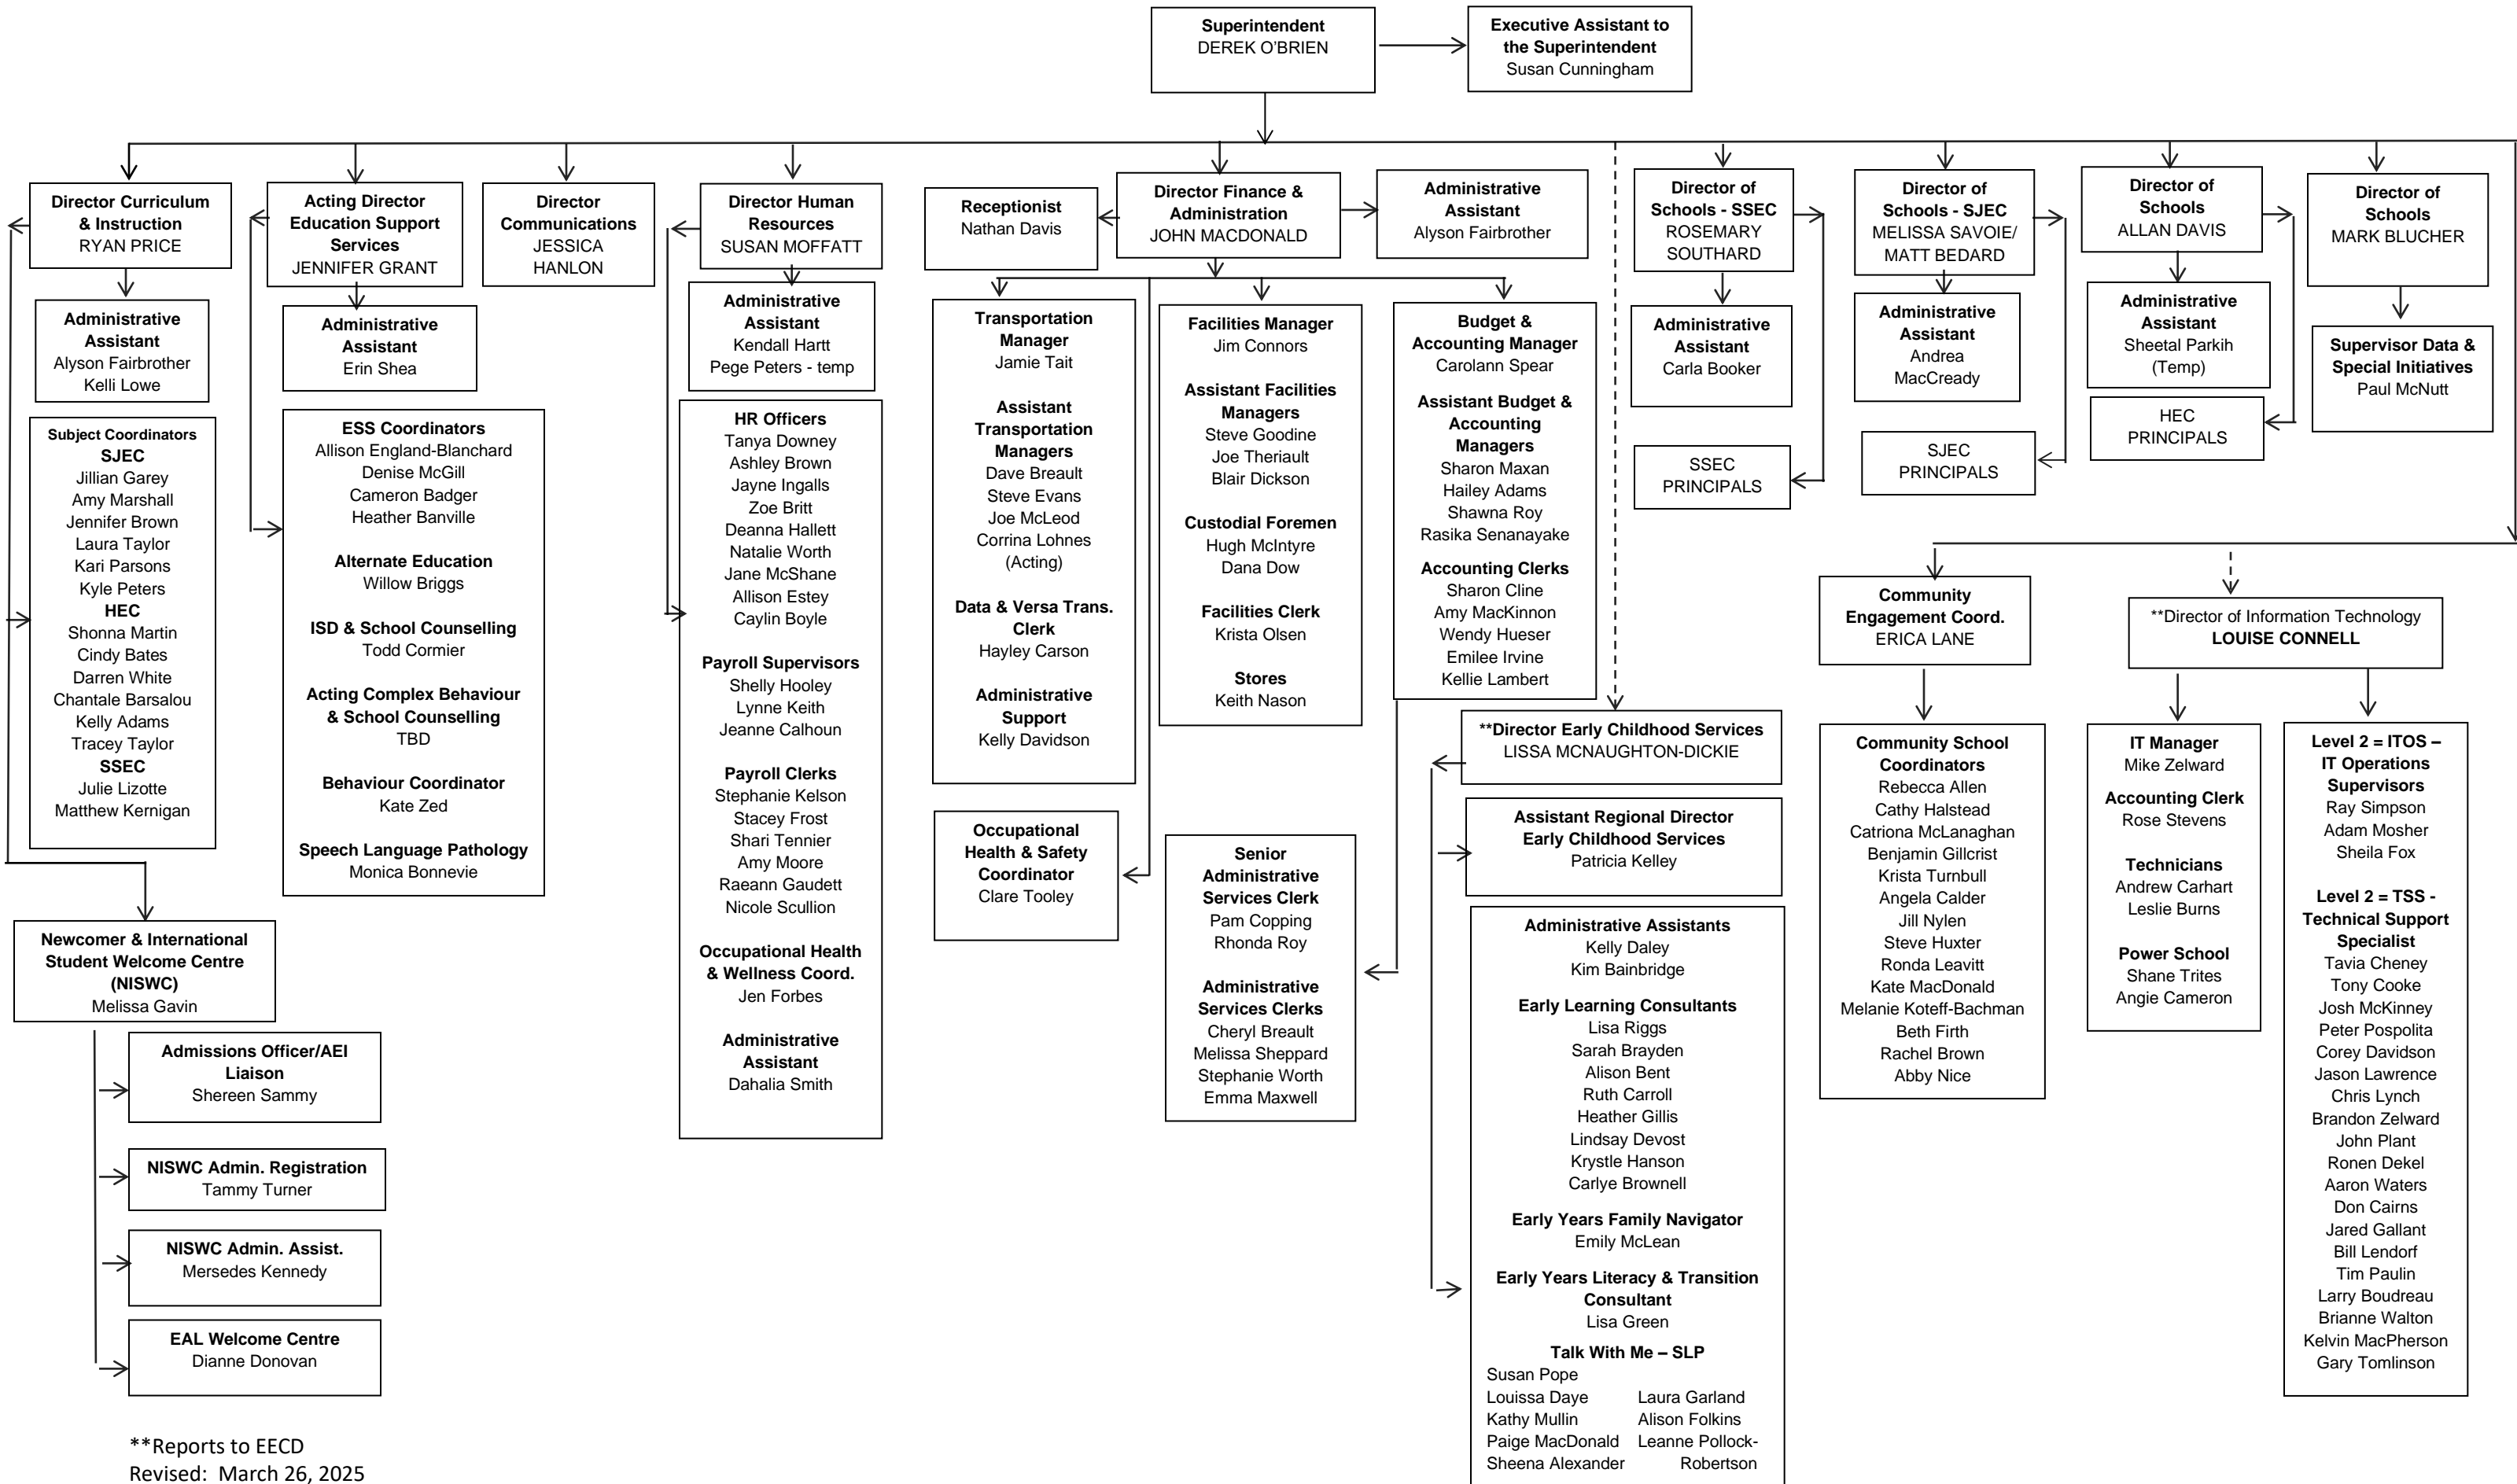 Superintendent
DEREK O'BRIEN
Executive Assistant to
the Superintendent
Susan Cunningham
Director Curriculum
& Instruction
RYAN PRICE
Administrative
Assistant
Alyson Fairbrother
Kelli Lowe
Subject Coordinators
SJEC
Jillian Garey
Amy Marshall
Jennifer Brown
Laura Taylor
Kari Parsons
Kyle Peters
HEC
Shonna Martin
Cindy Bates
Darren White
Chantale Barsalou
Kelly Adams
Tracey Taylor
SSEC
Julie Lizotte
Matthew Kernigan
Newcomer & International
Student Welcome Centre
(NISWC)
Melissa Gavin
Admissions Officer/AEI
Liaison
Shereen Sammy
NISWC Admin. Registration
Tammy Turner
NISWC Admin. Assist.
Mersedes Kennedy
EAL Welcome Centre
Dianne Donovan
Acting Director
Education Support
Services
JENNIFER GRANT
Administrative
Assistant
Erin Shea
ESS Coordinators
Allison England-Blanchard
Denise McGill
Cameron Badger
Heather Banville
Alternate Education
Willow Briggs
ISD & School Counselling
Todd Cormier
Acting Complex Behaviour
& School Counselling
TBD
Behaviour Coordinator
Kate Zed
Speech Language Pathology
Monica Bonnevie
Director
Communications
JESSICA
HANLON
Director Human
Resources
SUSAN MOFFATT
Administrative
Assistant
Kendall Hartt
Pege Peters - temp
HR Officers
Tanya Downey
Ashley Brown
Jayne Ingalls
Zoe Britt
Deanna Hallett
Natalie Worth
Jane McShane
Allison Estey
Caylin Boyle
Payroll Supervisors
Shelly Hooley
Lynne Keith
Jeanne Calhoun
Payroll Clerks
Stephanie Kelson
Stacey Frost
Shari Tennier
Amy Moore
Raeann Gaudett
Nicole Scullion
Occupational Health
& Wellness Coord.
Jen Forbes
Administrative
Assistant
Dahalia Smith
Receptionist
Nathan Davis
Director Finance &
Administration
JOHN MACDONALD
Administrative
Assistant
Alyson Fairbrother
Transportation
Manager
Jamie Tait
Assistant
Transportation
Managers
Dave Breault
Steve Evans
Joe McLeod
Corrina Lohnes
(Acting)
Data & Versa Trans.
Clerk
Hayley Carson
Administrative
Support
Kelly Davidson
Occupational
Health & Safety
Coordinator
Clare Tooley
Facilities Manager
Jim Connors
Assistant Facilities
Managers
Steve Goodine
Joe Theriault
Blair Dickson
Custodial Foremen
Hugh McIntyre
Dana Dow
Facilities Clerk
Krista Olsen
Stores
Keith Nason
Budget &
Accounting Manager
Carolann Spear
Assistant Budget &
Accounting
Managers
Sharon Maxan
Hailey Adams
Shawna Roy
Rasika Senanayake
Accounting Clerks
Sharon Cline
Amy MacKinnon
Wendy Hueser
Emilee Irvine
Kellie Lambert
Senior
Administrative
Services Clerk
Pam Copping
Rhonda Roy
Administrative
Services Clerks
Cheryl Breault
Melissa Sheppard
Stephanie Worth
Emma Maxwell
**Director Early Childhood Services
LISSA MCNAUGHTON-DICKIE
Assistant Regional Director
Early Childhood Services
Patricia Kelley
Administrative Assistants
Kelly Daley
Kim Bainbridge
Early Learning Consultants
Lisa Riggs
Sarah Brayden
Alison Bent
Ruth Carroll
Heather Gillis
Lindsay Devost
Krystle Hanson
Carlye Brownell
Early Years Family Navigator
Emily McLean
Early Years Literacy & Transition
Consultant
Lisa Green
Talk With Me – SLP
Susan Pope
Louissa Daye Laura Garland
Kathy Mullin Alison Folkins
Paige MacDonald Leanne Pollock-
Sheena Alexander Robertson
Director of
Schools - SSEC
ROSEMARY
SOUTHARD
Administrative
Assistant
Carla Booker
SSEC
PRINCIPALS
Director of
Schools - SJEC
MELISSA SAVOIE/
MATT BEDARD
Administrative
Assistant
Andrea
MacCready
SJEC
PRINCIPALS
Director of
Schools
ALLAN DAVIS
Administrative
Assistant
Sheetal Parkih
(Temp)
HEC
PRINCIPALS
Director of
Schools
MARK BLUCHER
Supervisor Data &
Special Initiatives
Paul McNutt
Community
Engagement Coord.
ERICA LANE
Community School
Coordinators
Rebecca Allen
Cathy Halstead
Catriona McLanaghan
Benjamin Gillcrist
Krista Turnbull
Angela Calder
Jill Nylen
Steve Huxter
Ronda Leavitt
Kate MacDonald
Melanie Koteff-Bachman
Beth Firth
Rachel Brown
Abby Nice
**Director of Information Technology
LOUISE CONNELL
IT Manager
Mike Zelward
Accounting Clerk
Rose Stevens
Technicians
Andrew Carhart
Leslie Burns
Power School
Shane Trites
Angie Cameron
Level 2 = ITOS –
IT Operations
Supervisors
Ray Simpson
Adam Mosher
Sheila Fox
Level 2 = TSS -
Technical Support
Specialist
Tavia Cheney
Tony Cooke
Josh McKinney
Peter Pospolita
Corey Davidson
Jason Lawrence
Chris Lynch
Brandon Zelward
John Plant
Ronen Dekel
Aaron Waters
Don Cairns
Jared Gallant
Bill Lendorf
Tim Paulin
Larry Boudreau
Brianne Walton
Kelvin MacPherson
Gary Tomlinson
**Reports to EECD
Revised: March 26, 2025